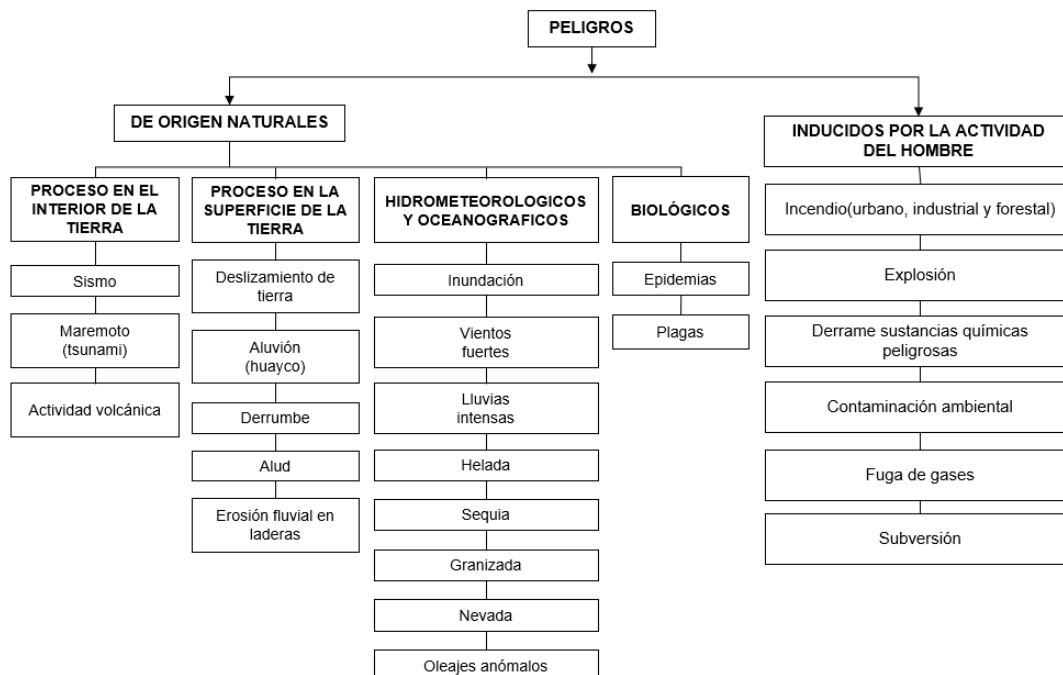 PELIGROS
DE ORIGEN NATURALES
INDUCIDOS POR LA ACTIVIDAD
DEL HOMBRE
PROCESO EN EL
INTERIOR DE LA
TIERRA
Sismo
Maremoto
(tsunami)
Actividad volcánica
PROCESO EN LA
SUPERFICIE DE LA
TIERRA
Deslizamiento de
tierra
Aluvión
(huayco)
Derrumbe
Alud
Erosión fluvial en
laderas
HIDROMETEOROLOGICOS
Y OCEANOGRAFICOS
Inundación
Vientos
fuertes
Lluvias
intensas
Helada
Sequia
Granizada
Nevada
Oleajes anómalos
BIOLÓGICOS
Epidemias
Plagas
Incendio(urbano, industrial y forestal)
Explosión
Derrame sustancias químicas
peligrosas
Contaminación ambiental
Fuga de gases
Subversión